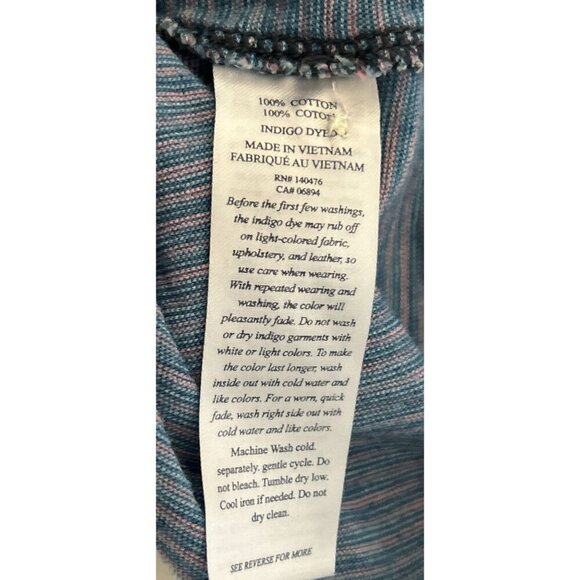 100% COTTON
100% COTON
INDIGO DYED
MADE IN VIETNAM
FABRIQUÉ AU VIETNAM
RN# 140476
CA# 06894
Before the first few washings,
the indigo dye may rub off
on light-colored fabric,
upholstery, and leather, so
use care when wearing.
With repeated wearing and
washing, the color will
pleasantly fade. Do not wash
or dry indigo garments with
white or light colors. To make
the color last longer, wash
inside out with cold water and
like colors. For a worn, quick
fade, wash right side out with
cold water and like colors.
Machine Wash cold.
separately. gentle cycle. Do
not bleach. Tumble dry low.
Cool iron if needed. Do not
dry clean.
SEE REVERSE FOR MORE